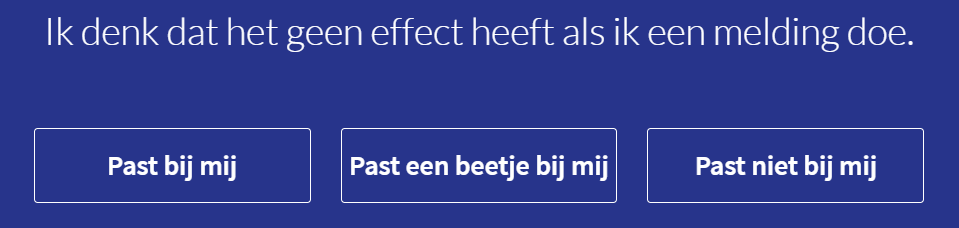 Ik denk dat het geen effect heeft als ik een melding doe.
Past bij mij
Past een beetje bij mij
Past niet bij mij